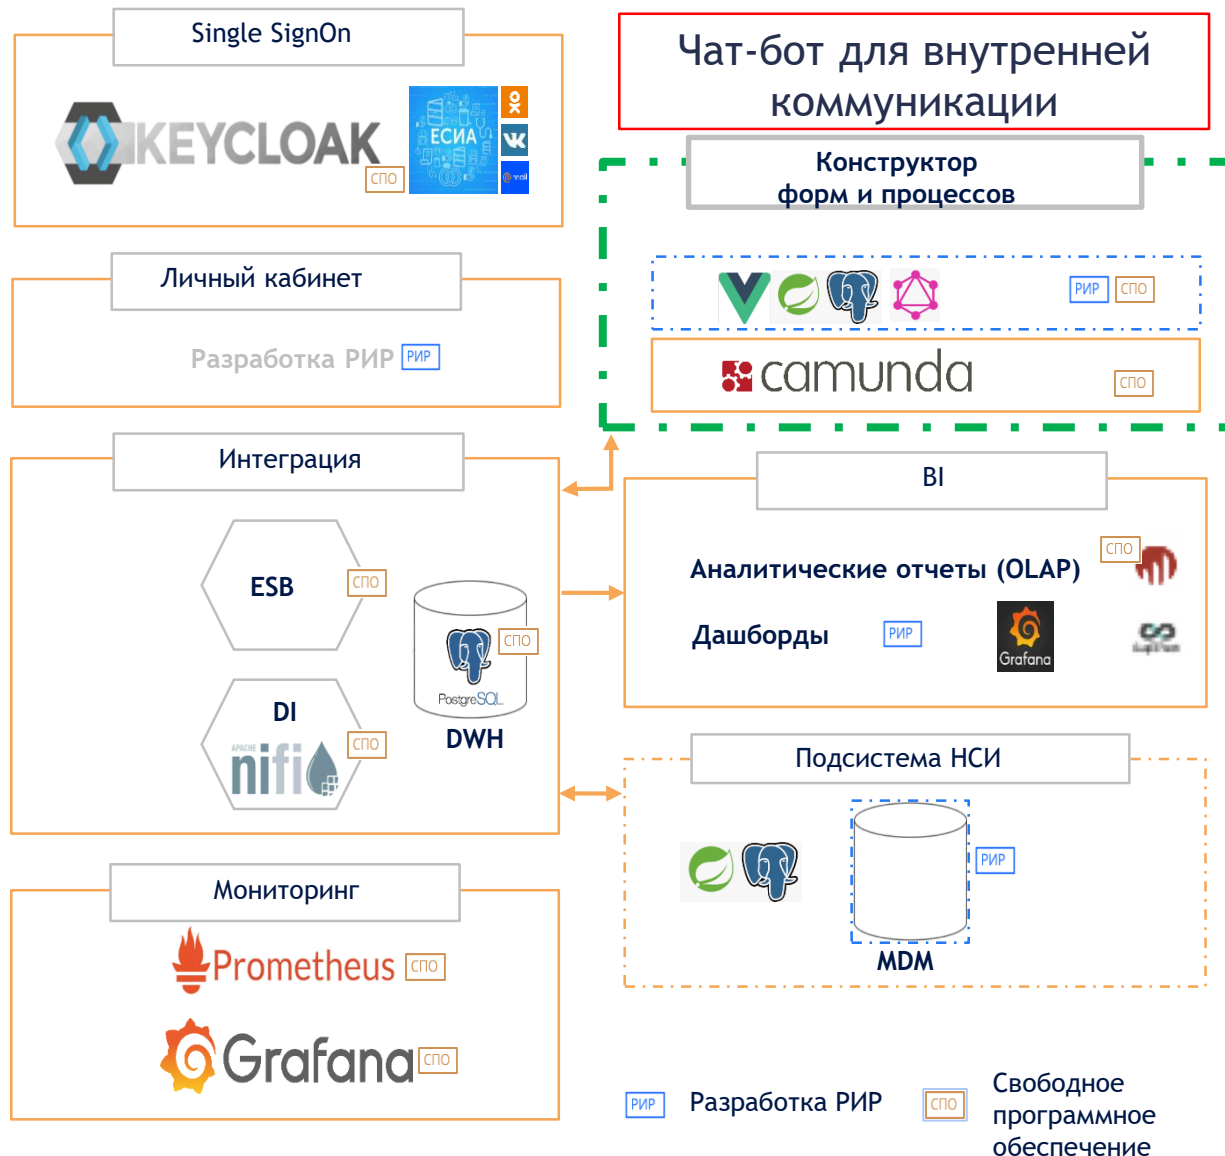 Single SignOn
KEYCLOAK
СПО
ЕСИА
mail
Чат-бот для внутренней
коммуникации
Конструктор
форм и процессов
РИР
СПО
camunda
СПО
Личный кабинет
Разработка РИР
РИР
Интеграция
ESB
СПО
СПО
PostgreSQL
DWH
DI
СПО
APACHE
nifi
BI
СПО
Аналитические отчеты (OLAP)
Дашборды
РИР
Grafana
Подсистема НСИ
РИР
MDM
Мониторинг
Prometheus
СПО
Grafana
СПО
РИР
Разработка РИР
СПО
Свободное
программное
обеспечение